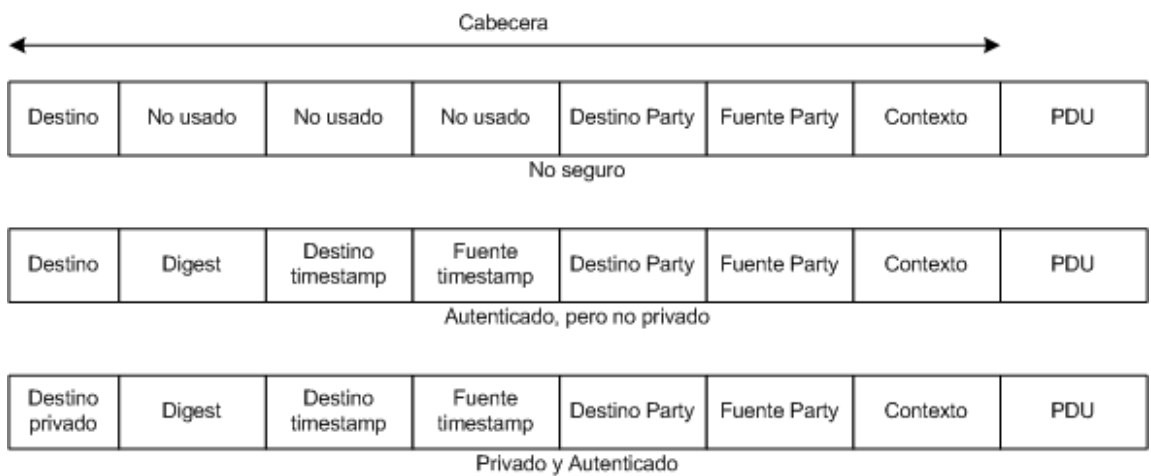 Cabecera
Destino No usado No usado No usado Destino Party Fuente Party Contexto PDU
No seguro
Destino Digest Destino timestamp Fuente timestamp Destino Party Fuente Party Contexto PDU
Autenticado, pero no privado
Destino privado Digest Destino timestamp Fuente timestamp Destino Party Fuente Party Contexto PDU
Privado y Autenticado